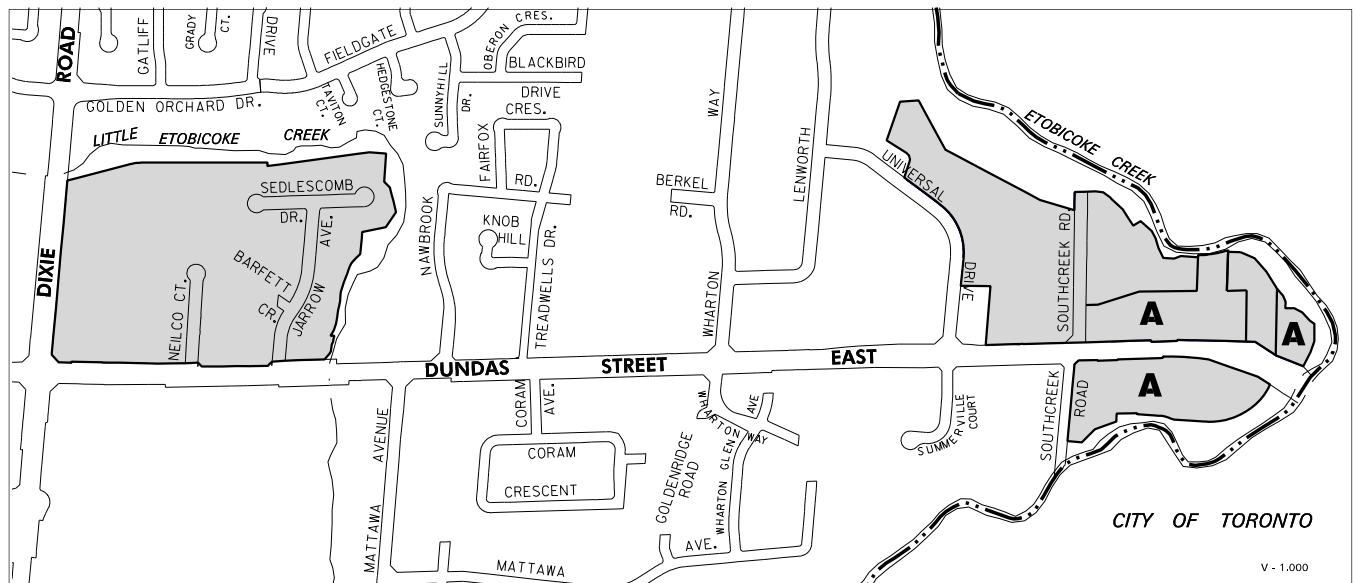 ROAD
GATLIFF
GRADY
CT.
DRIVE
FIELDGATE
OBERON CRES.
BLACKBIRD
DRIVE
GOLDEN ORCHARD DR.
TAVITON
CT.
HEDGESTONE
CT.
SUNNYHILL
DR.
LITTLE ETOBICOKE CREEK
FAIRFOX
CRES.
RD.
WAY
LENWORTH
ETOBICOKE CREEK
UNIVERSAL
DRIVE
SEDLESCOMB
DR.
AVE.
BARFETT
CR.
JARROW
NEILCO CT.
DIXIE
NAWBROOK
KNOB
HILL
TREADWELLS DR.
BERKEL
RD.
WHARTON
SOUTHCREEK RD.
A
A
DUNDAS STREET EAST
A
CORAM
AVE.
WHARTON WAY
AVE
SUMMERVILLE
COURT
SOUTHCREEK
ROAD
AVENUE
MATTAWA
CORAM
CRESCENT
GOLDENRIDGE
ROAD
WHARTON GLEN
AVE.
MATTAWA
CITY OF TORONTO
V - 1.000